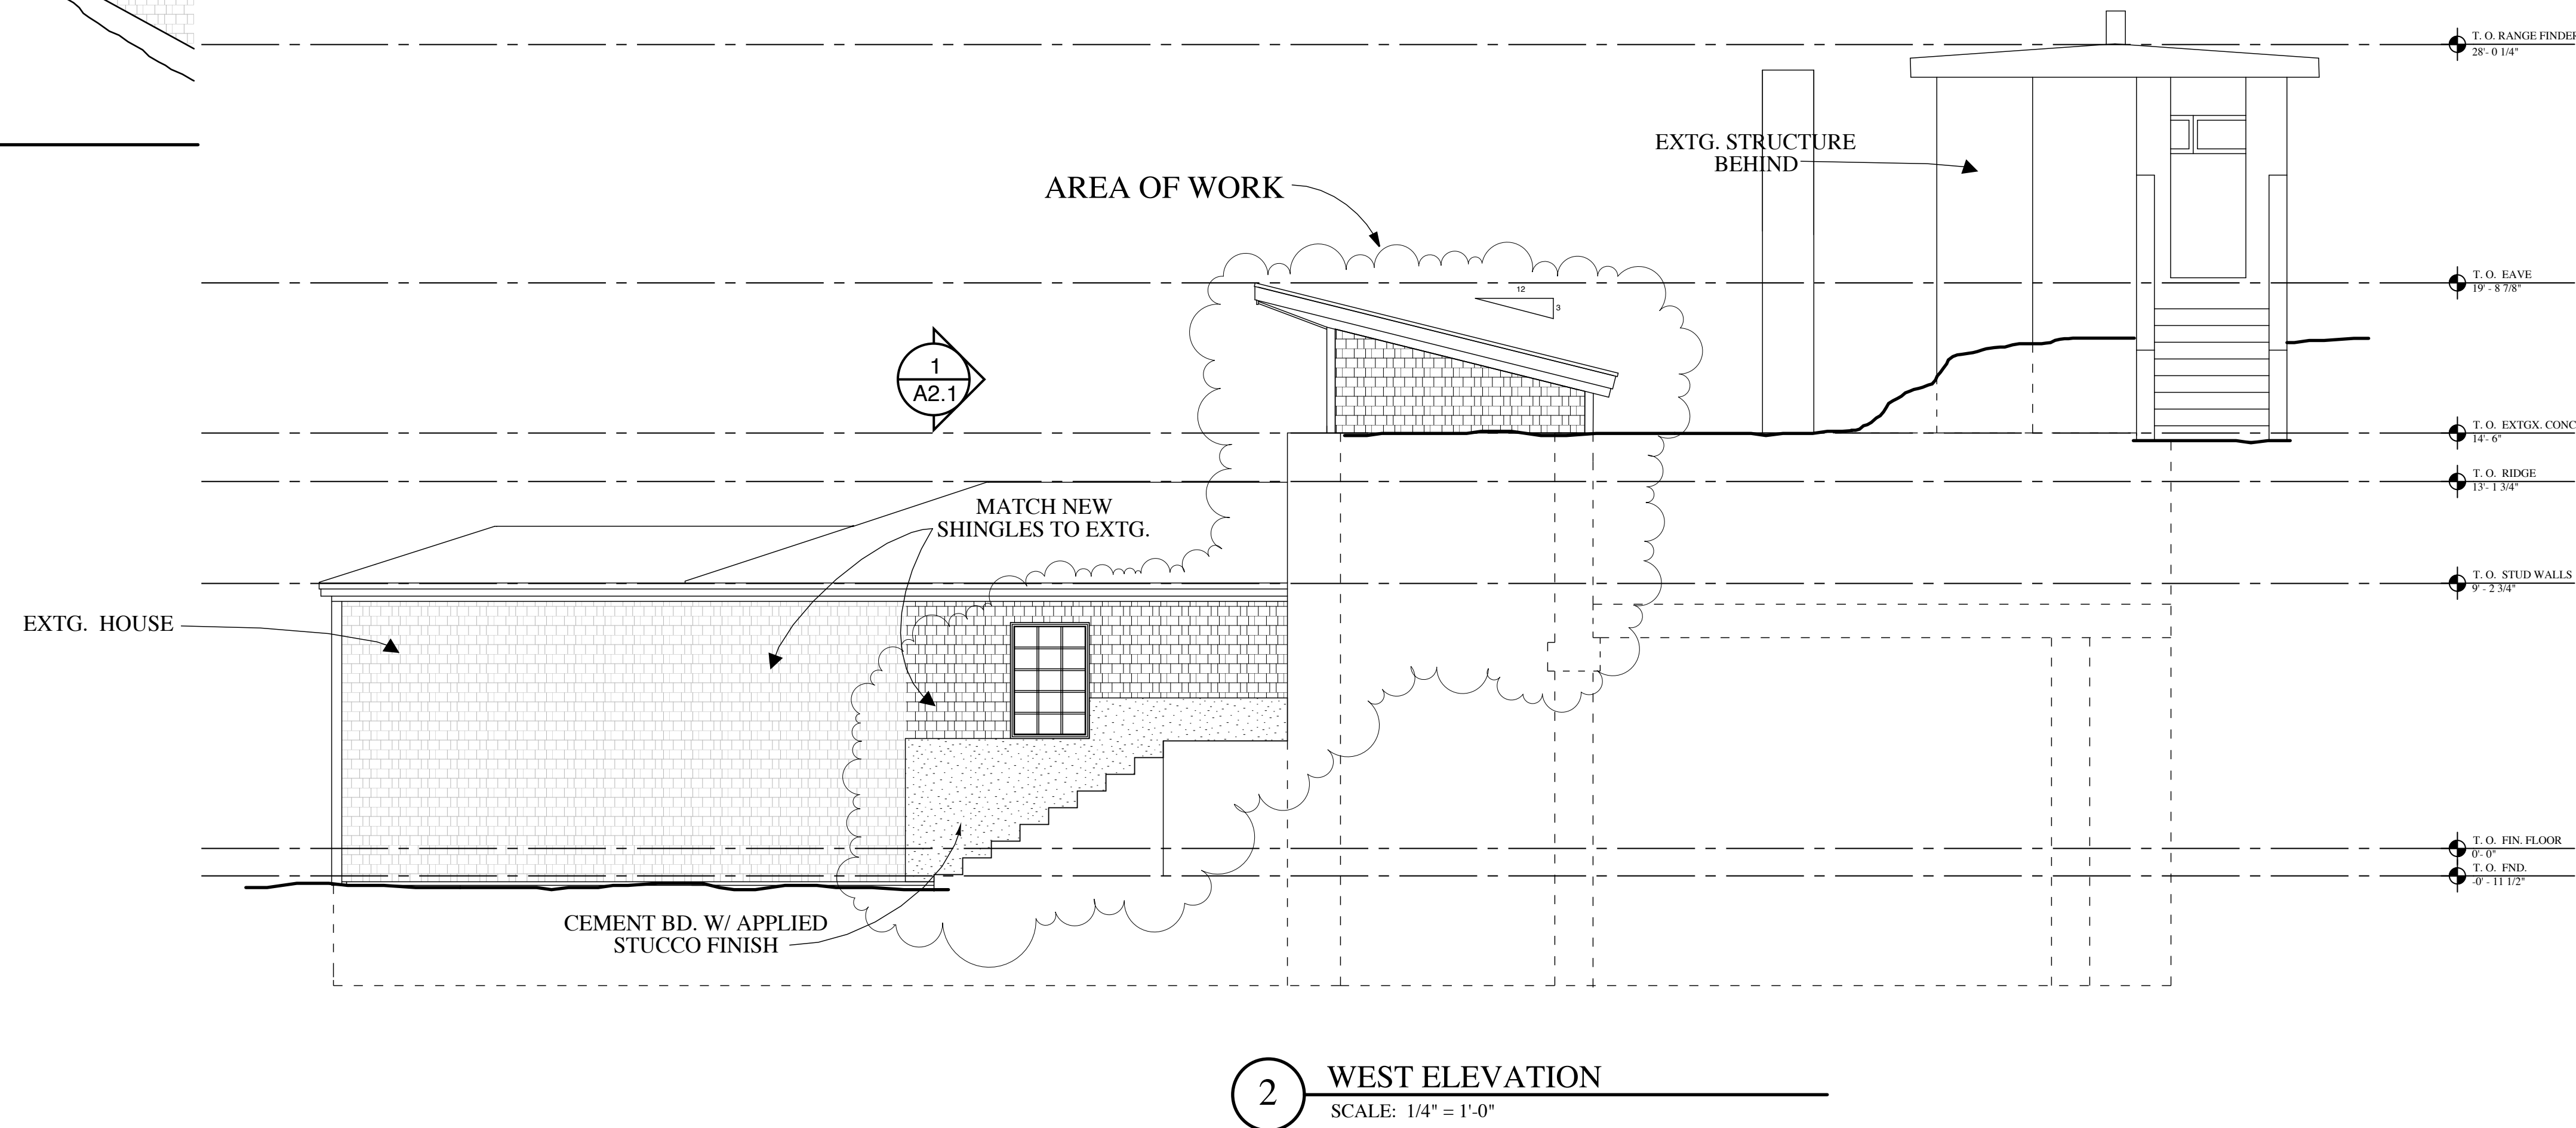 T. O. RANGE FINDER
28'- 0 1/4"
EXTG. STRUCTURE
BEHIND
AREA OF WORK
T. O.  EAVE
19' - 8 7/8"
12
3
1
A2.1
T. O.  EXTGX. CONC
14'- 6"
T. O.  RIDGE
13'- 1 3/4"
MATCH NEW
SHINGLES TO EXTG.
T. O.  STUD WALLS
9' - 2 3/4"
EXTG.  HOUSE
T. O.  FIN. FLOOR
0'- 0"
T. O.  FND.
-0' - 11 1/2"
CEMENT BD. W/ APPLIED
STUCCO FINISH
2
WEST ELEVATION
SCALE:  1/4" = 1'-0"